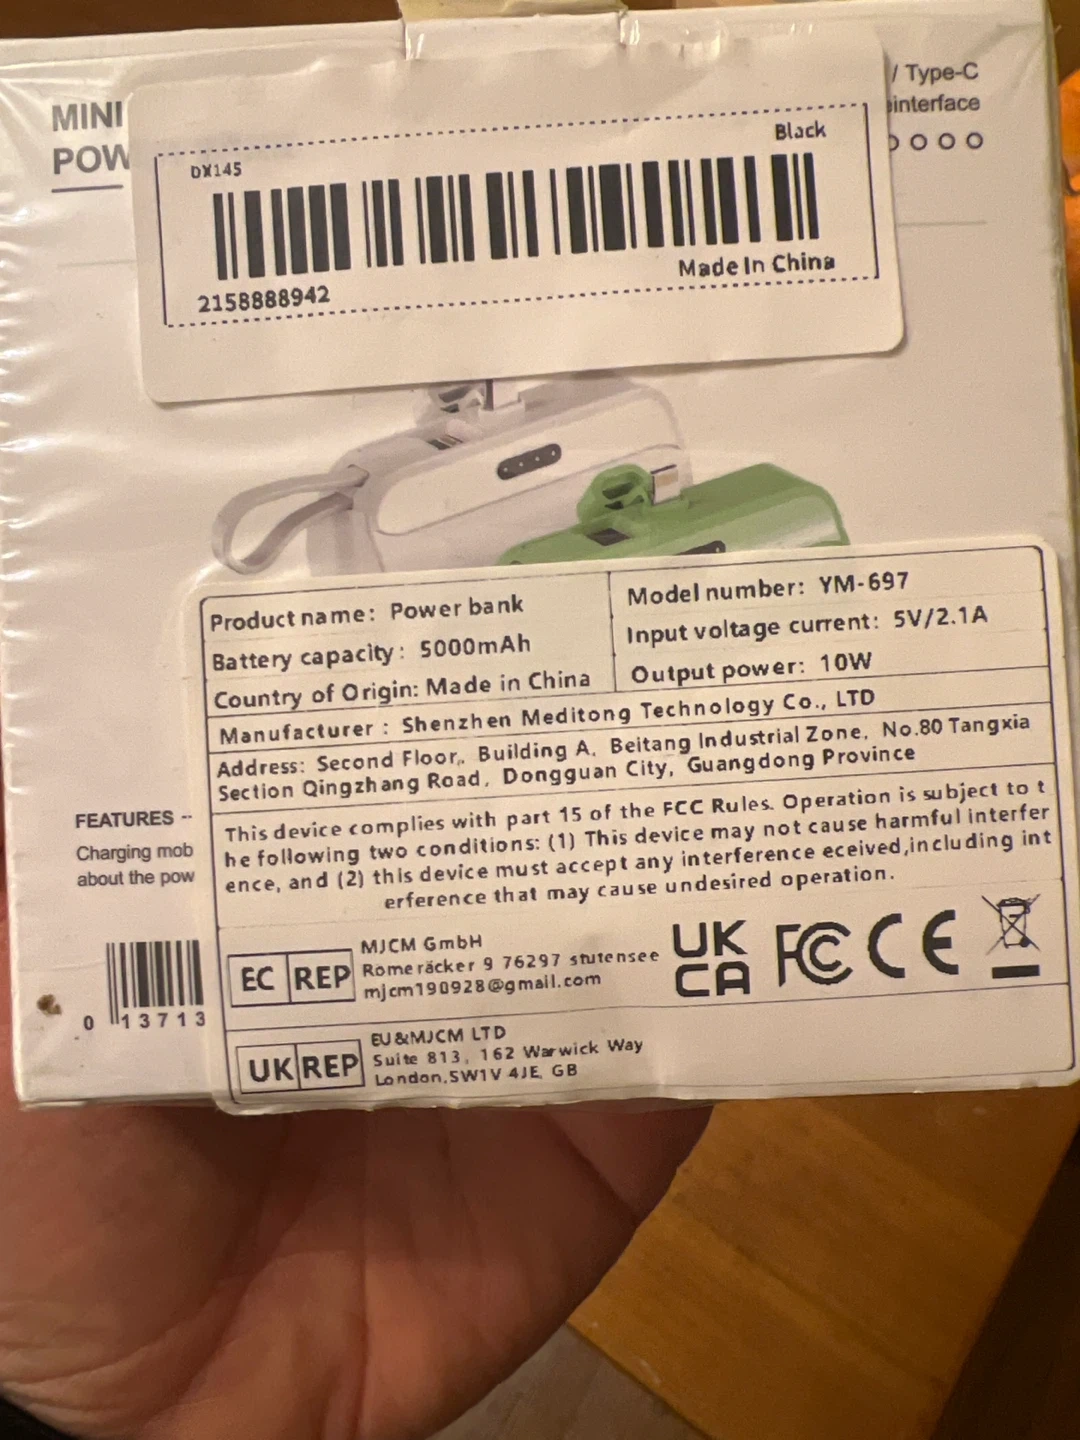 MINI
POW
/ Type-C
interface
DX145
Black
2158888942
Made In China
Product name: Power bank
Battery capacity: 5000mAh
Country of Origin: Made in China
Model number: YM-697
Input voltage current: 5V/2.1A
Output power: 10W
Manufacturer : Shenzhen Meditong Technology Co., LTD
Address: Second Floor,. Building A, Beitang Industrial Zone, No.80 Tangxia
Section Qingzhang Road, Dongguan City, Guangdong Province
This device complies with part 15 of the FCC Rules. Operation is subject to t
he following two conditions: (1) This device may not cause harmful interfer
ence, and (2) this device must accept any interference eceived,including int
erference that may cause undesired operation.
FEATURES --
Charging mob
about the pow
0 13713
EC REP
MJCM GmbH
Romeräcker 9 76297 stutensee
mjcm190928@gmail.com
UK
CA
FC CE
UK REP
EU&MJCM LTD
Suite 813, 162 Warwick Way
London,SW1V 4JE, GB